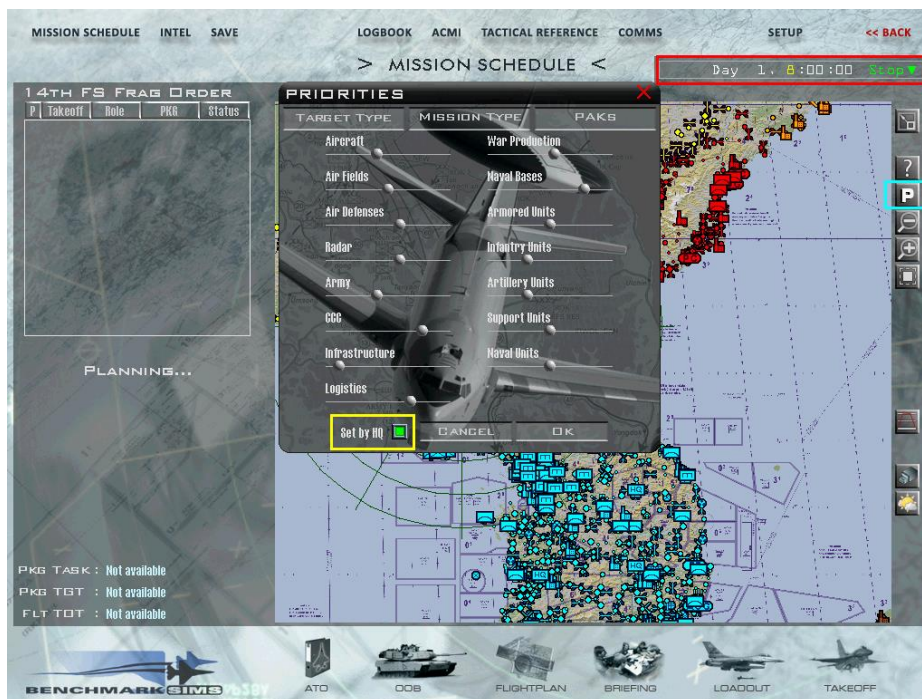 MISSION SCHEDULE INTEL SAVE LOGBOOK ACMI TACTICAL REFERENCE COMMS SETUP << BACK
> MISSION SCHEDULE <
Day 1. 8:00:00 Stop
14TH FS FRAG ORDER
P Takeoff Role PKG Status
PRIORITIES
TARGET TYPE MISSION TYPE PAKS
Aircraft War Production
Air Fields Naval Bases
Air Defenses Armored Units
Radar Infantry Units
Army Artillery Units
CCC Support Units
Infrastructure Naval Units
Logistics
Set by HQ CANCEL OK
?
P
PLANNING...
HQ
HQ
HQ
PKG TASK : Not available
PKG TGT : Not available
FLT TOT : Not available
BENCHMARKSIMS
ATO OOB FLIGHTPLAN BRIEFING LOADOUT TAKEOFF